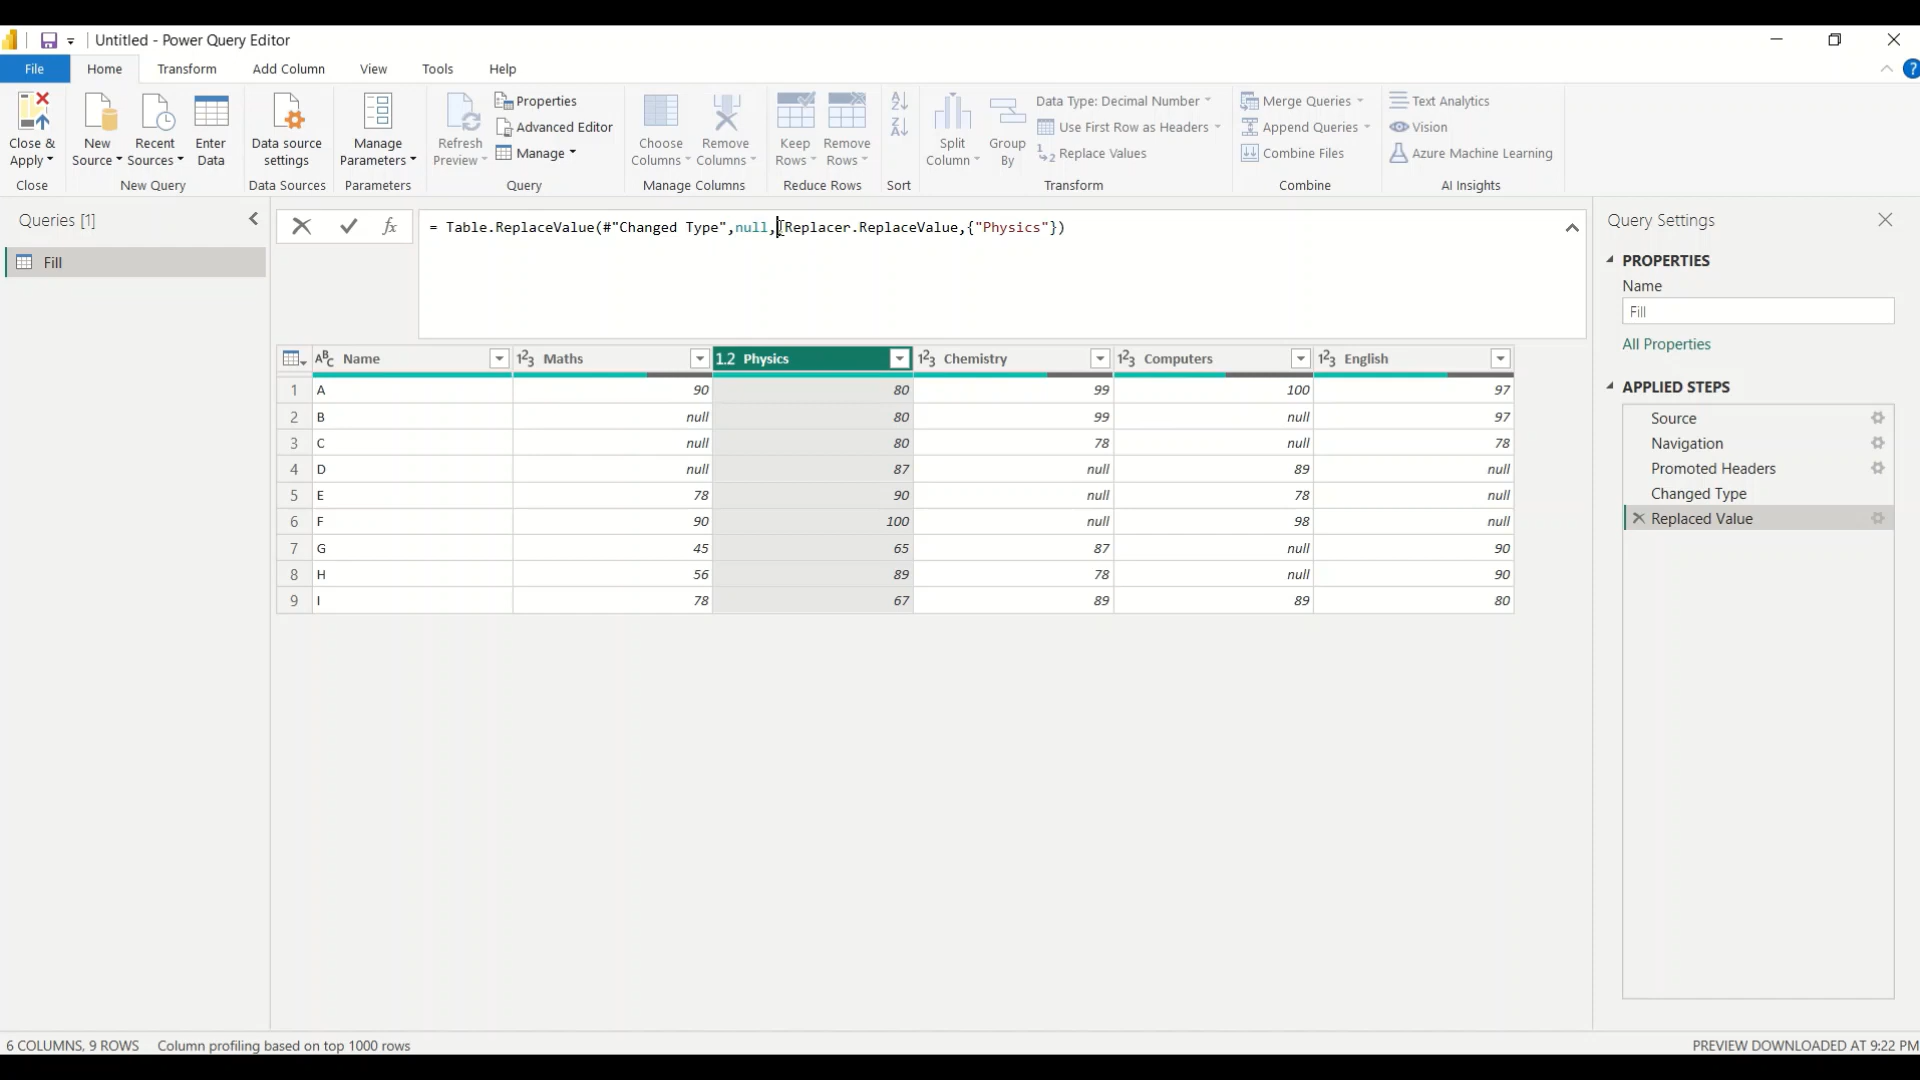 Untitled - Power Query Editor
File Home Transform Add Column View Tools Help
Close & Apply
New Source
Recent Sources
Enter Data
Data source settings
Manage Parameters
Refresh Preview
Properties
Advanced Editor
Manage
Choose Columns
Remove Columns
Keep Rows
Remove Rows
Split Column
Group By
Data Type: Decimal Number
Use First Row as Headers
Replace Values
Merge Queries
Append Queries
Combine Files
Text Analytics
Vision
Azure Machine Learning
Close New Query Data Sources Parameters Query Manage Columns Reduce Rows Sort Transform Combine AI Insights
Queries [1]
Fill
= Table.ReplaceValue(#"Changed Type",null,,Replacer.ReplaceValue,{"Physics"})
Name Maths 1.2 Physics Chemistry Computers English
1 A 90 80 99 100 97
2 B null 80 99 null 97
3 C null 80 78 null 78
4 D null 87 null 89 null
5 E 78 90 null 78 null
6 F 90 100 null 98 null
7 G 45 65 87 null 90
8 H 56 89 78 null 90
9 I 78 67 89 89 80
Query Settings
PROPERTIES
Name
Fill
All Properties
APPLIED STEPS
Source
Navigation
Promoted Headers
Changed Type
Replaced Value
6 COLUMNS, 9 ROWS Column profiling based on top 1000 rows
PREVIEW DOWNLOADED AT 9:22 PM